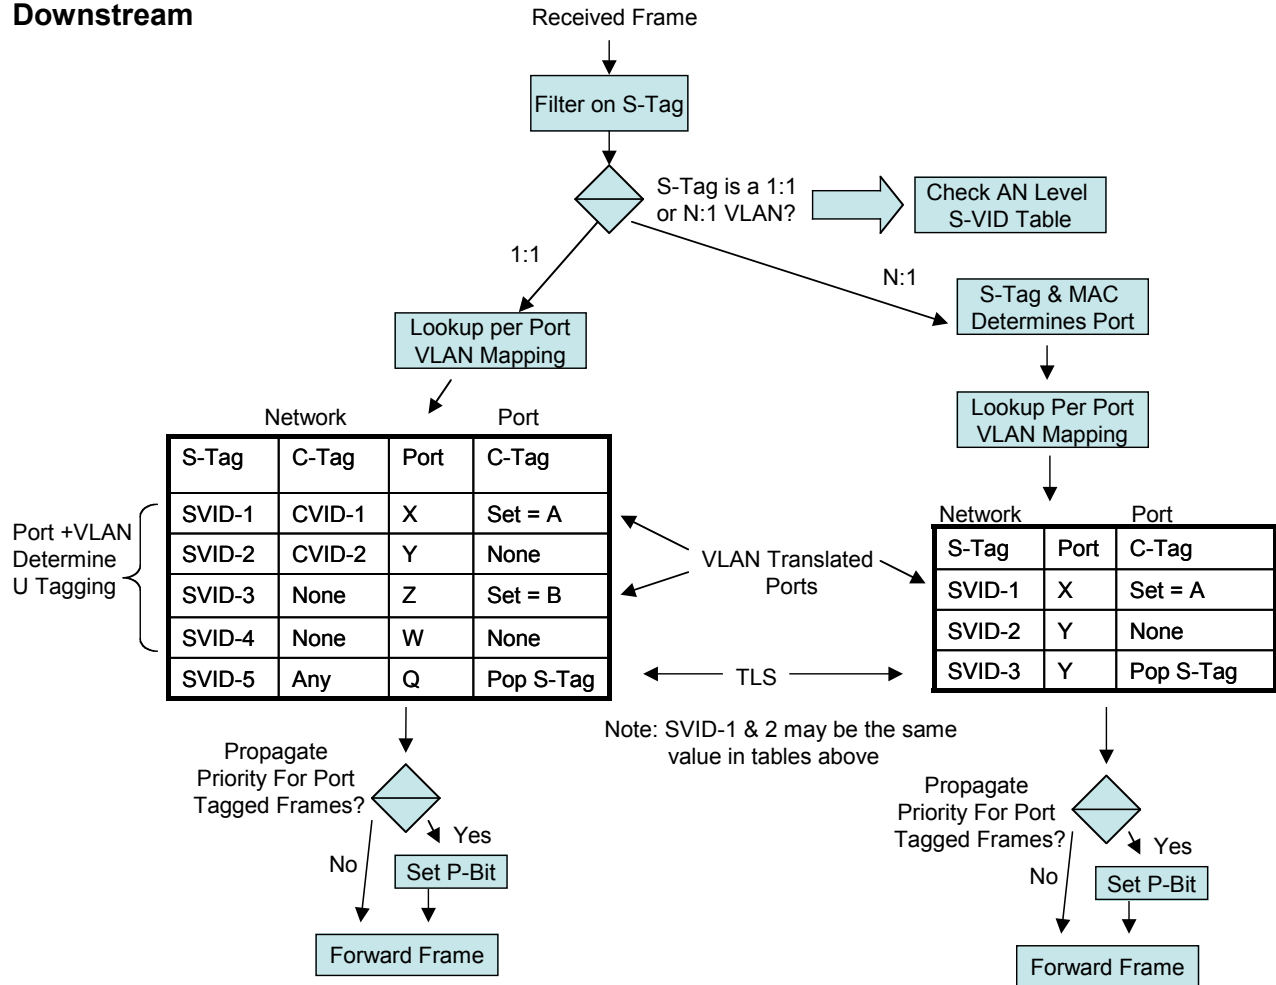 Downstream
Received Frame
Filter on S-Tag
S-Tag is a 1:1
or N:1 VLAN?
Check AN Level
S-VID Table
1:1
N:1
Lookup per Port
VLAN Mapping
S-Tag & MAC
Determines Port
Lookup Per Port
VLAN Mapping
Network Port
S-Tag C-Tag Port C-Tag
SVID-1 CVID-1 X Set = A
SVID-2 CVID-2 Y None
SVID-3 None Z Set = B
SVID-4 None W None
SVID-5 Any Q Pop S-Tag
Port +VLAN
Determine
U Tagging
VLAN Translated
Ports
TLS
Network Port
S-Tag Port C-Tag
SVID-1 X Set = A
SVID-2 Y None
SVID-3 Y Pop S-Tag
Note: SVID-1 & 2 may be the same
value in tables above
Propagate
Priority For Port
Tagged Frames?
Yes
No
Set P-Bit
Forward Frame
Propagate
Priority For Port
Tagged Frames?
Yes
No
Set P-Bit
Forward Frame